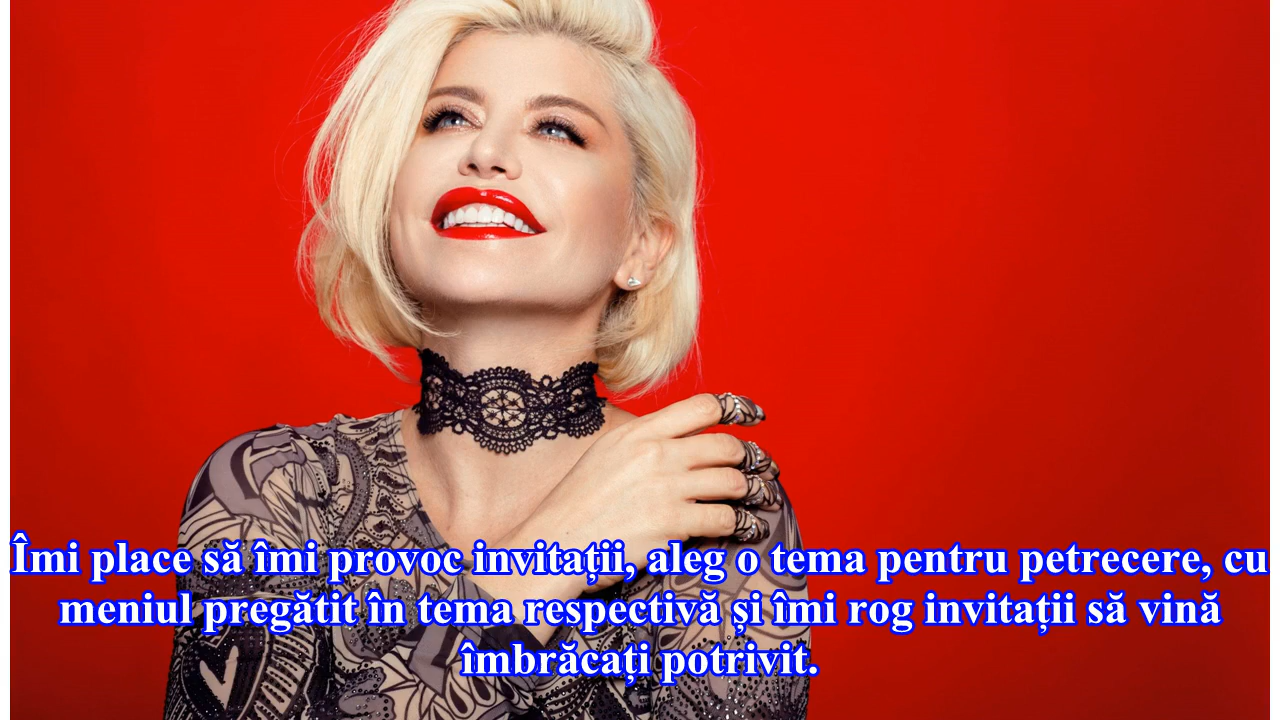 Îmi place să îmi provoc invitații, aleg o tema pentru petrecere, cu
meniul pregătit în tema respectivă și îmi rog invitații să vină
îmbrăcați potrivit.